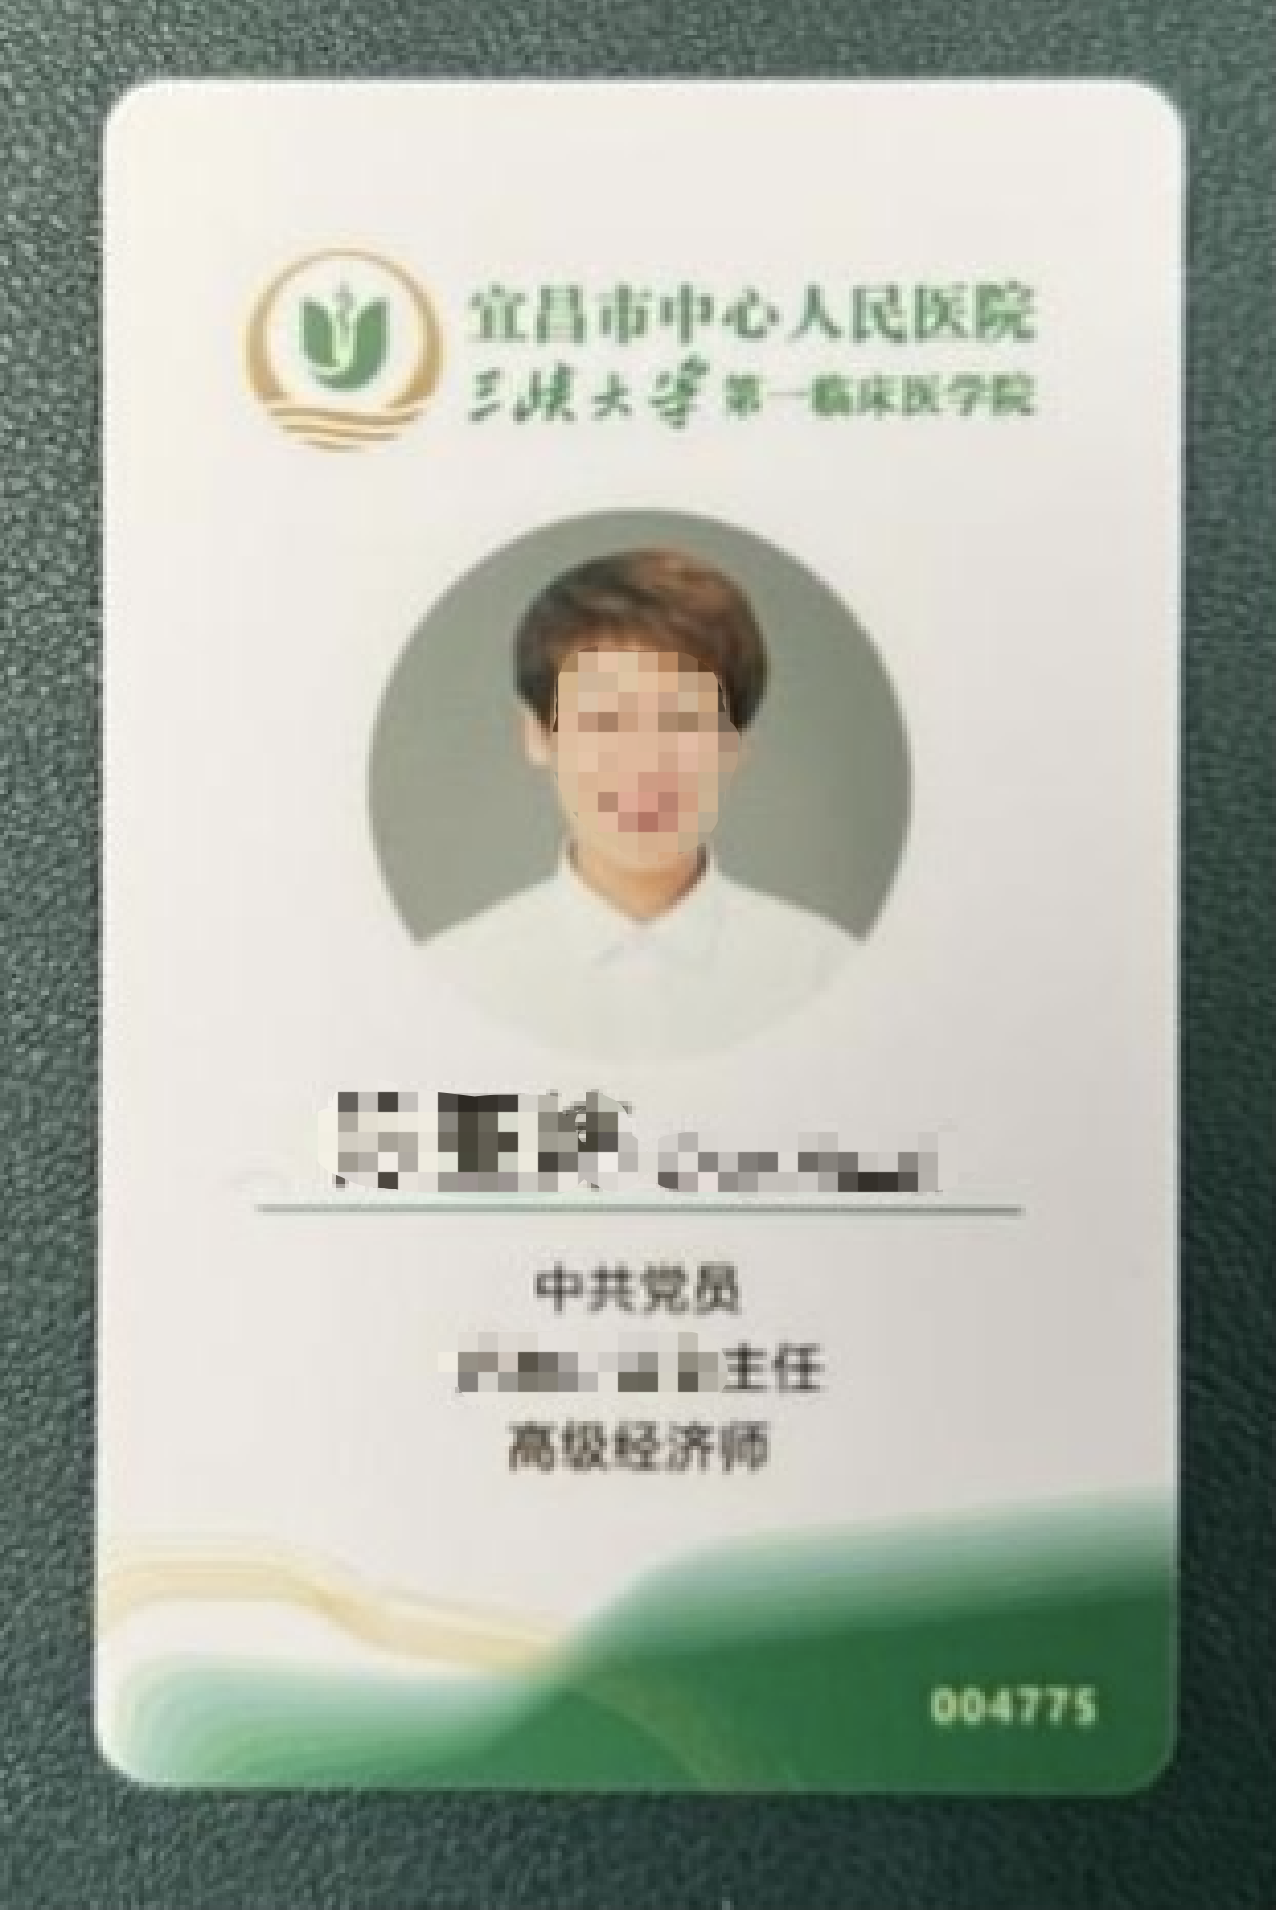 宜昌市中心人民医院
三峡大学第一临床医学院
中共党员
主任
高级经济师
004775